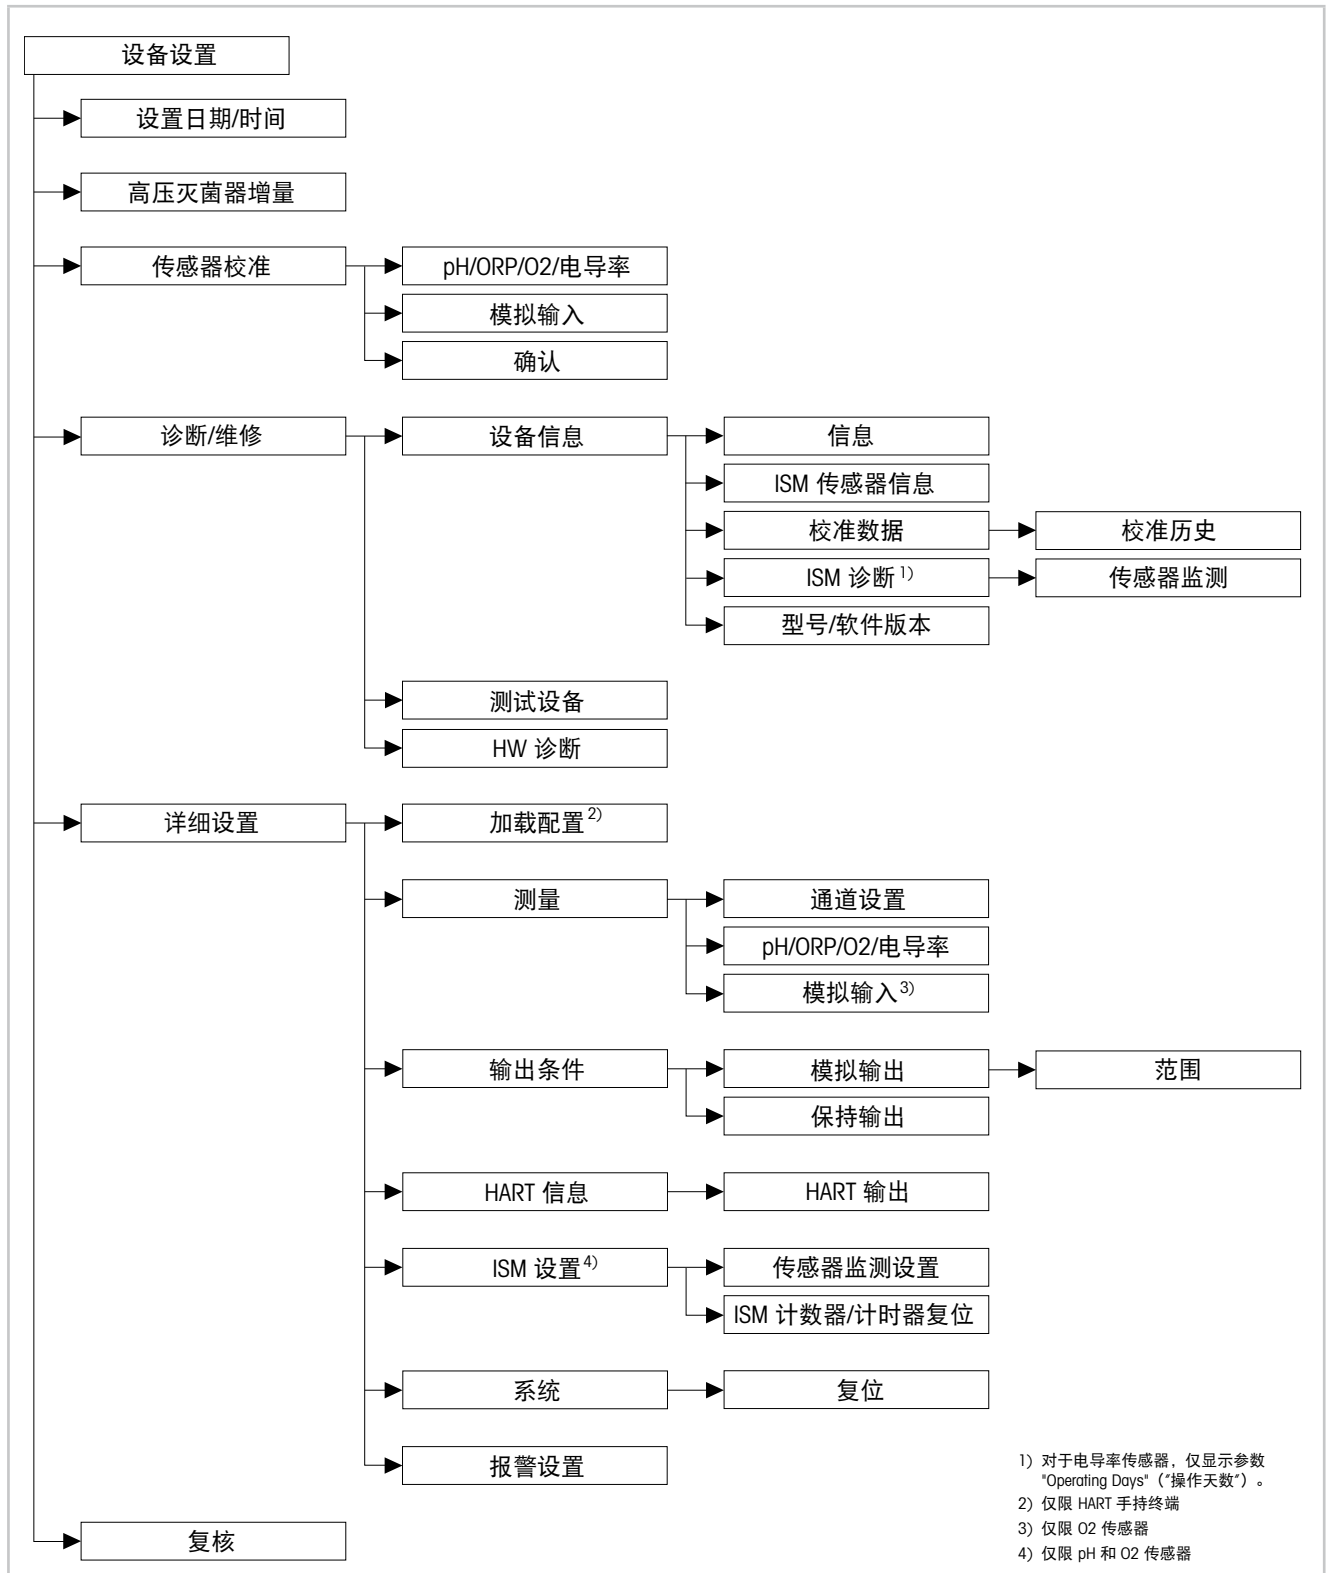 设备设置
设置日期/时间
高压灭菌器增量
传感器校准
pH/ORP/O2/电导率
模拟输入
确认
诊断/维修
设备信息
信息
ISM 传感器信息
校准数据
校准历史
ISM 诊断 1)
传感器监测
型号/软件版本
测试设备
HW 诊断
详细设置
加载配置 2)
测量
通道设置
pH/ORP/O2/电导率
模拟输入 3)
输出条件
模拟输出
范围
保持输出
HART 信息
HART 输出
ISM 设置 4)
传感器监测设置
ISM 计数器/计时器复位
系统
复位
报警设置
复核
1) 对于电导率传感器，仅显示参数
"Operating Days"（"操作天数"）。
2) 仅限 HART 手持终端
3) 仅限 O2 传感器
4) 仅限 pH 和 O2 传感器